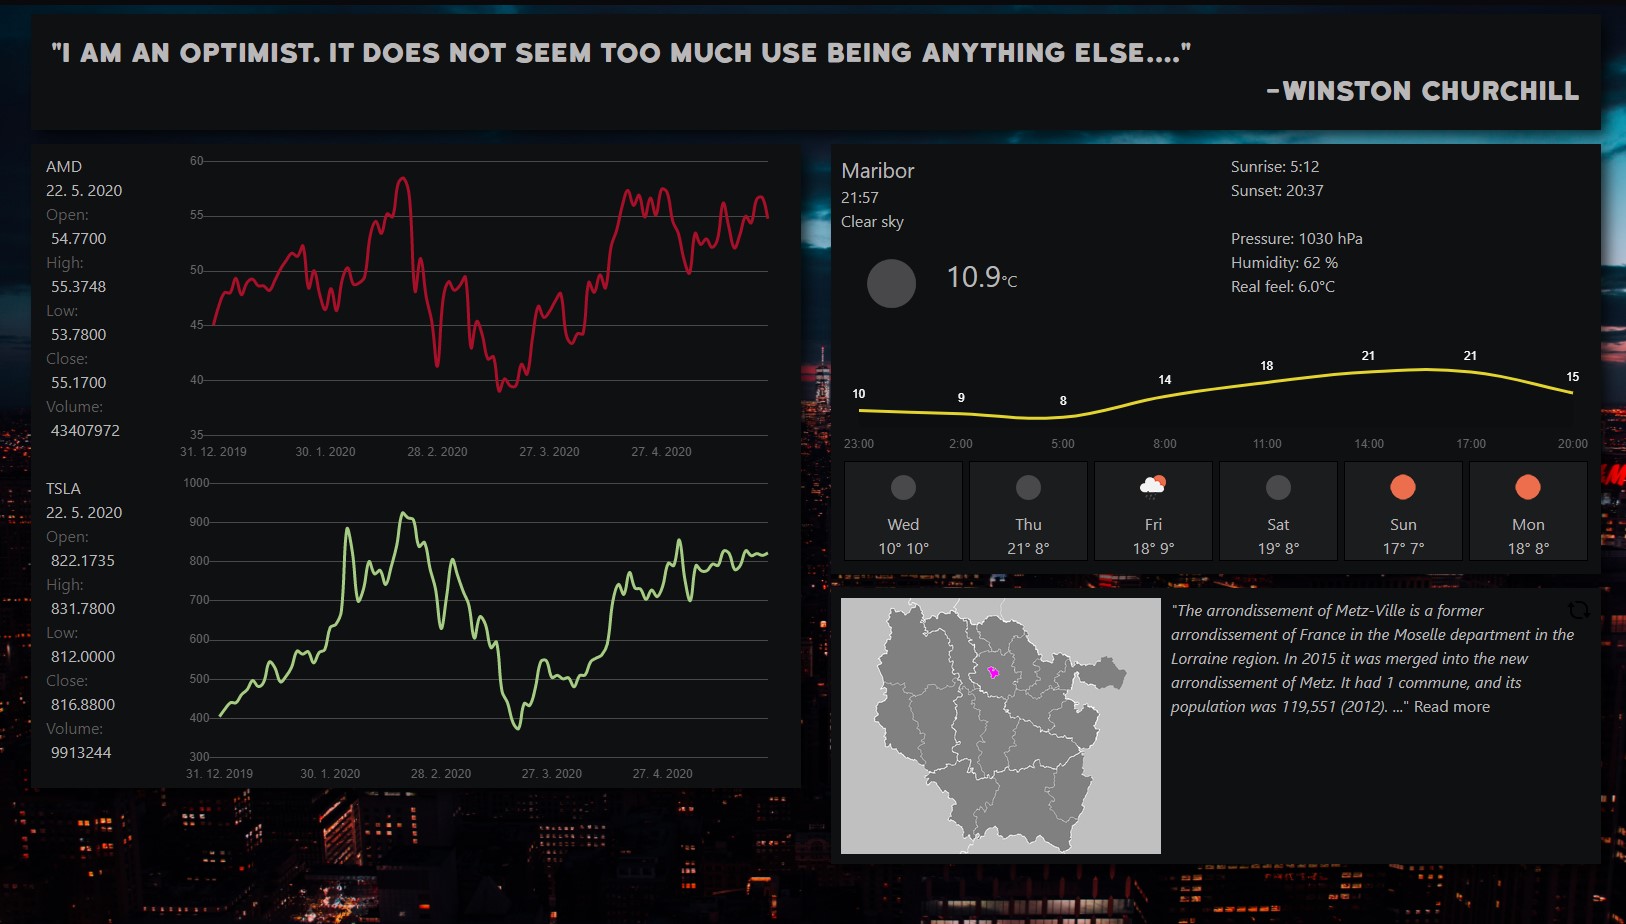 "I AM AN OPTIMIST. IT DOES NOT SEEM TOO MUCH USE BEING ANYTHING ELSE...."
-WINSTON CHURCHILL
AMD
22. 5. 2020
Open:
54.7700
High:
55.3748
Low:
53.7800
Close:
55.1700
Volume:
43407972
60
55
50
45
40
35
31. 12. 2019 30. 1. 2020 28. 2. 2020 27. 3. 2020 27. 4. 2020
TSLA
22. 5. 2020
Open:
822.1735
High:
831.7800
Low:
812.0000
Close:
816.8800
Volume:
9913244
1000
900
800
700
600
500
400
300
31. 12. 2019 30. 1. 2020 28. 2. 2020 27. 3. 2020 27. 4. 2020
Maribor
21:57
Clear sky
10.9°C
Sunrise: 5:12
Sunset: 20:37
Pressure: 1030 hPa
Humidity: 62 %
Real feel: 6.0°C
10 9 8 14 18 21 21 15
23:00 2:00 5:00 8:00 11:00 14:00 17:00 20:00
Wed Thu Fri Sat Sun Mon
10° 10° 21° 8° 18° 9° 19° 8° 17° 7° 18° 8°
"The arrondissement of Metz-Ville is a former
arrondissement of France in the Moselle department in the
Lorraine region. In 2015 it was merged into the new
arrondissement of Metz. It had 1 commune, and its
population was 119,551 (2012). ..." Read more